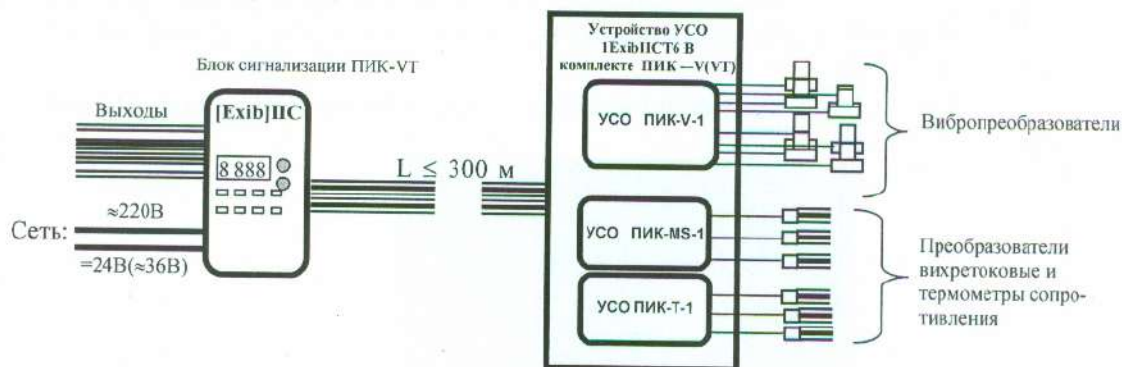 Устройство УСО
1ExibIIСТ6 В
комплекте ПИК —V(VT)
Блок сигнализации ПИК-VT
Выходы
[Exib]IIC
8 888
УСО ПИК-V-1
Вибропреобразователи
L ≤ 300 м
≈220В
Сеть:
=24В(≈36В)
УСО ПИК-MS-1
УСО ПИК-Т-1
Преобразователи
вихретоковые и
термометры сопро-
тивления